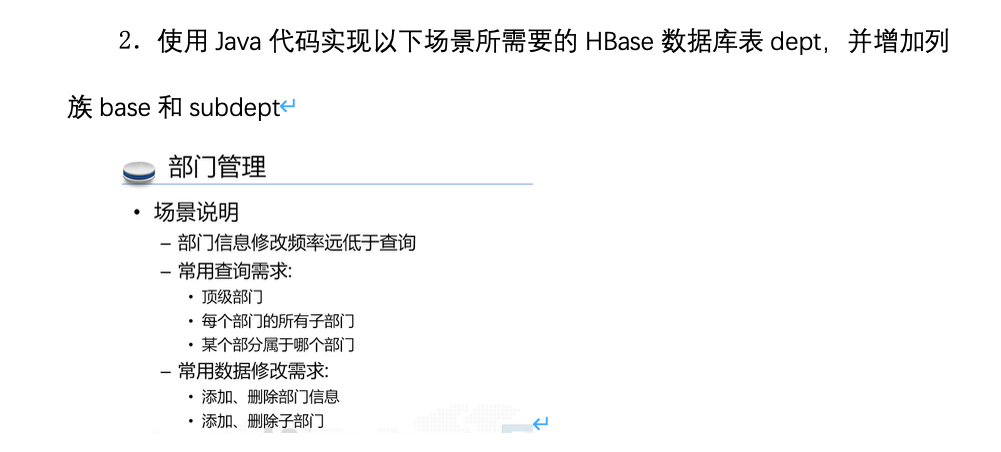 2．使用 Java 代码实现以下场景所需要的 HBase 数据库表 dept，并增加列
族 base 和 subdept↵
部门管理
• 场景说明
– 部门信息修改频率远低于查询
– 常用查询需求:
• 顶级部门
• 每个部门的所有子部门
• 某个部分属于哪个部门
– 常用数据修改需求:
• 添加、删除部门信息
• 添加、删除子部门
↵